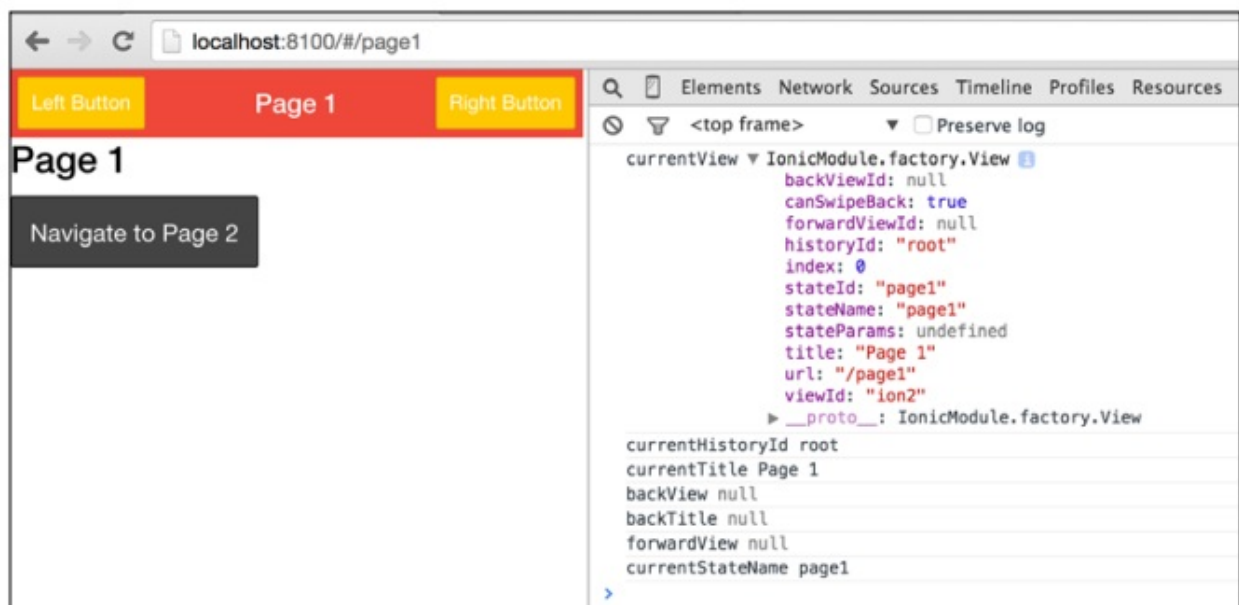 localhost:8100/#/page1
Left Button Page 1 Right Button
Page 1
Navigate to Page 2
Elements Network Sources Timeline Profiles Resources
<top frame> Preserve log
currentView IonicModule.factory.View
backViewId: null
canSwipeBack: true
forwardViewId: null
historyId: "root"
index: 0
stateId: "page1"
stateName: "page1"
stateParams: undefined
title: "Page 1"
url: "/page1"
viewId: "ion2"
__proto__: IonicModule.factory.View
currentHistoryId root
currentTitle Page 1
backView null
backTitle null
forwardView null
currentStateName page1